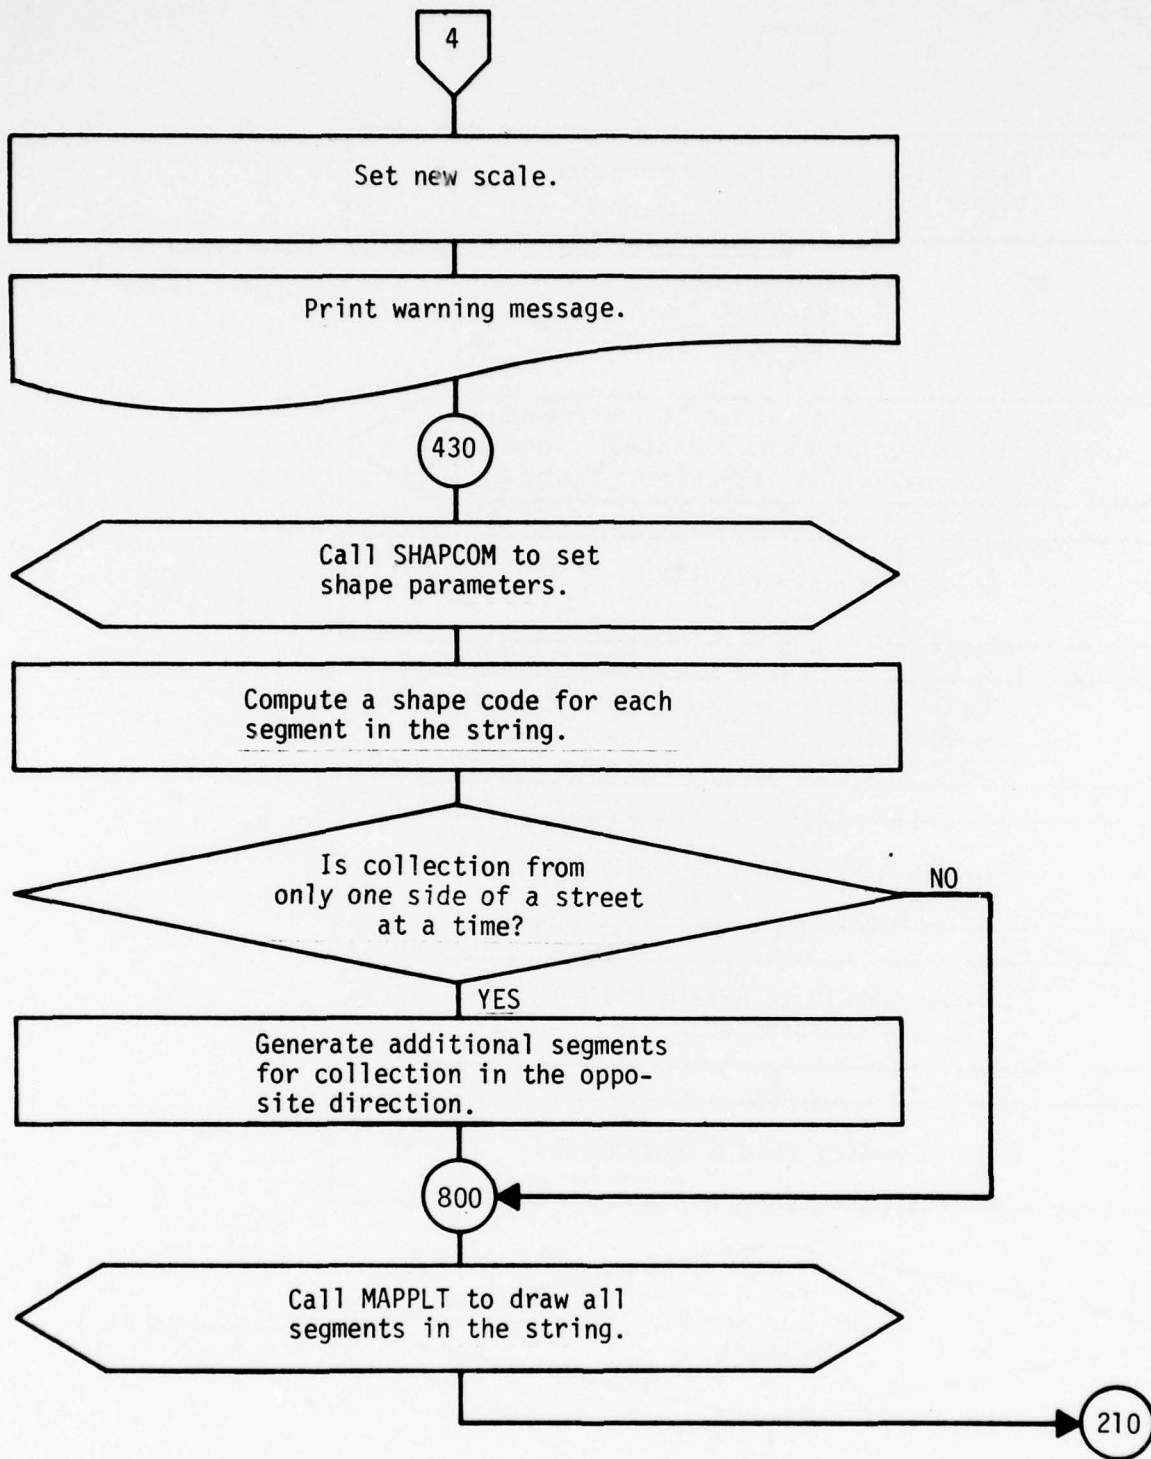 4
Set new scale.
Print warning message.
430
Call SHAPCOM to set
shape parameters.
Compute a shape code for each
segment in the string.
Is collection from
only one side of a street
at a time?
NO
YES
Generate additional segments
for collection in the oppo-
site direction.
800
Call MAPPLT to draw all
segments in the string.
210